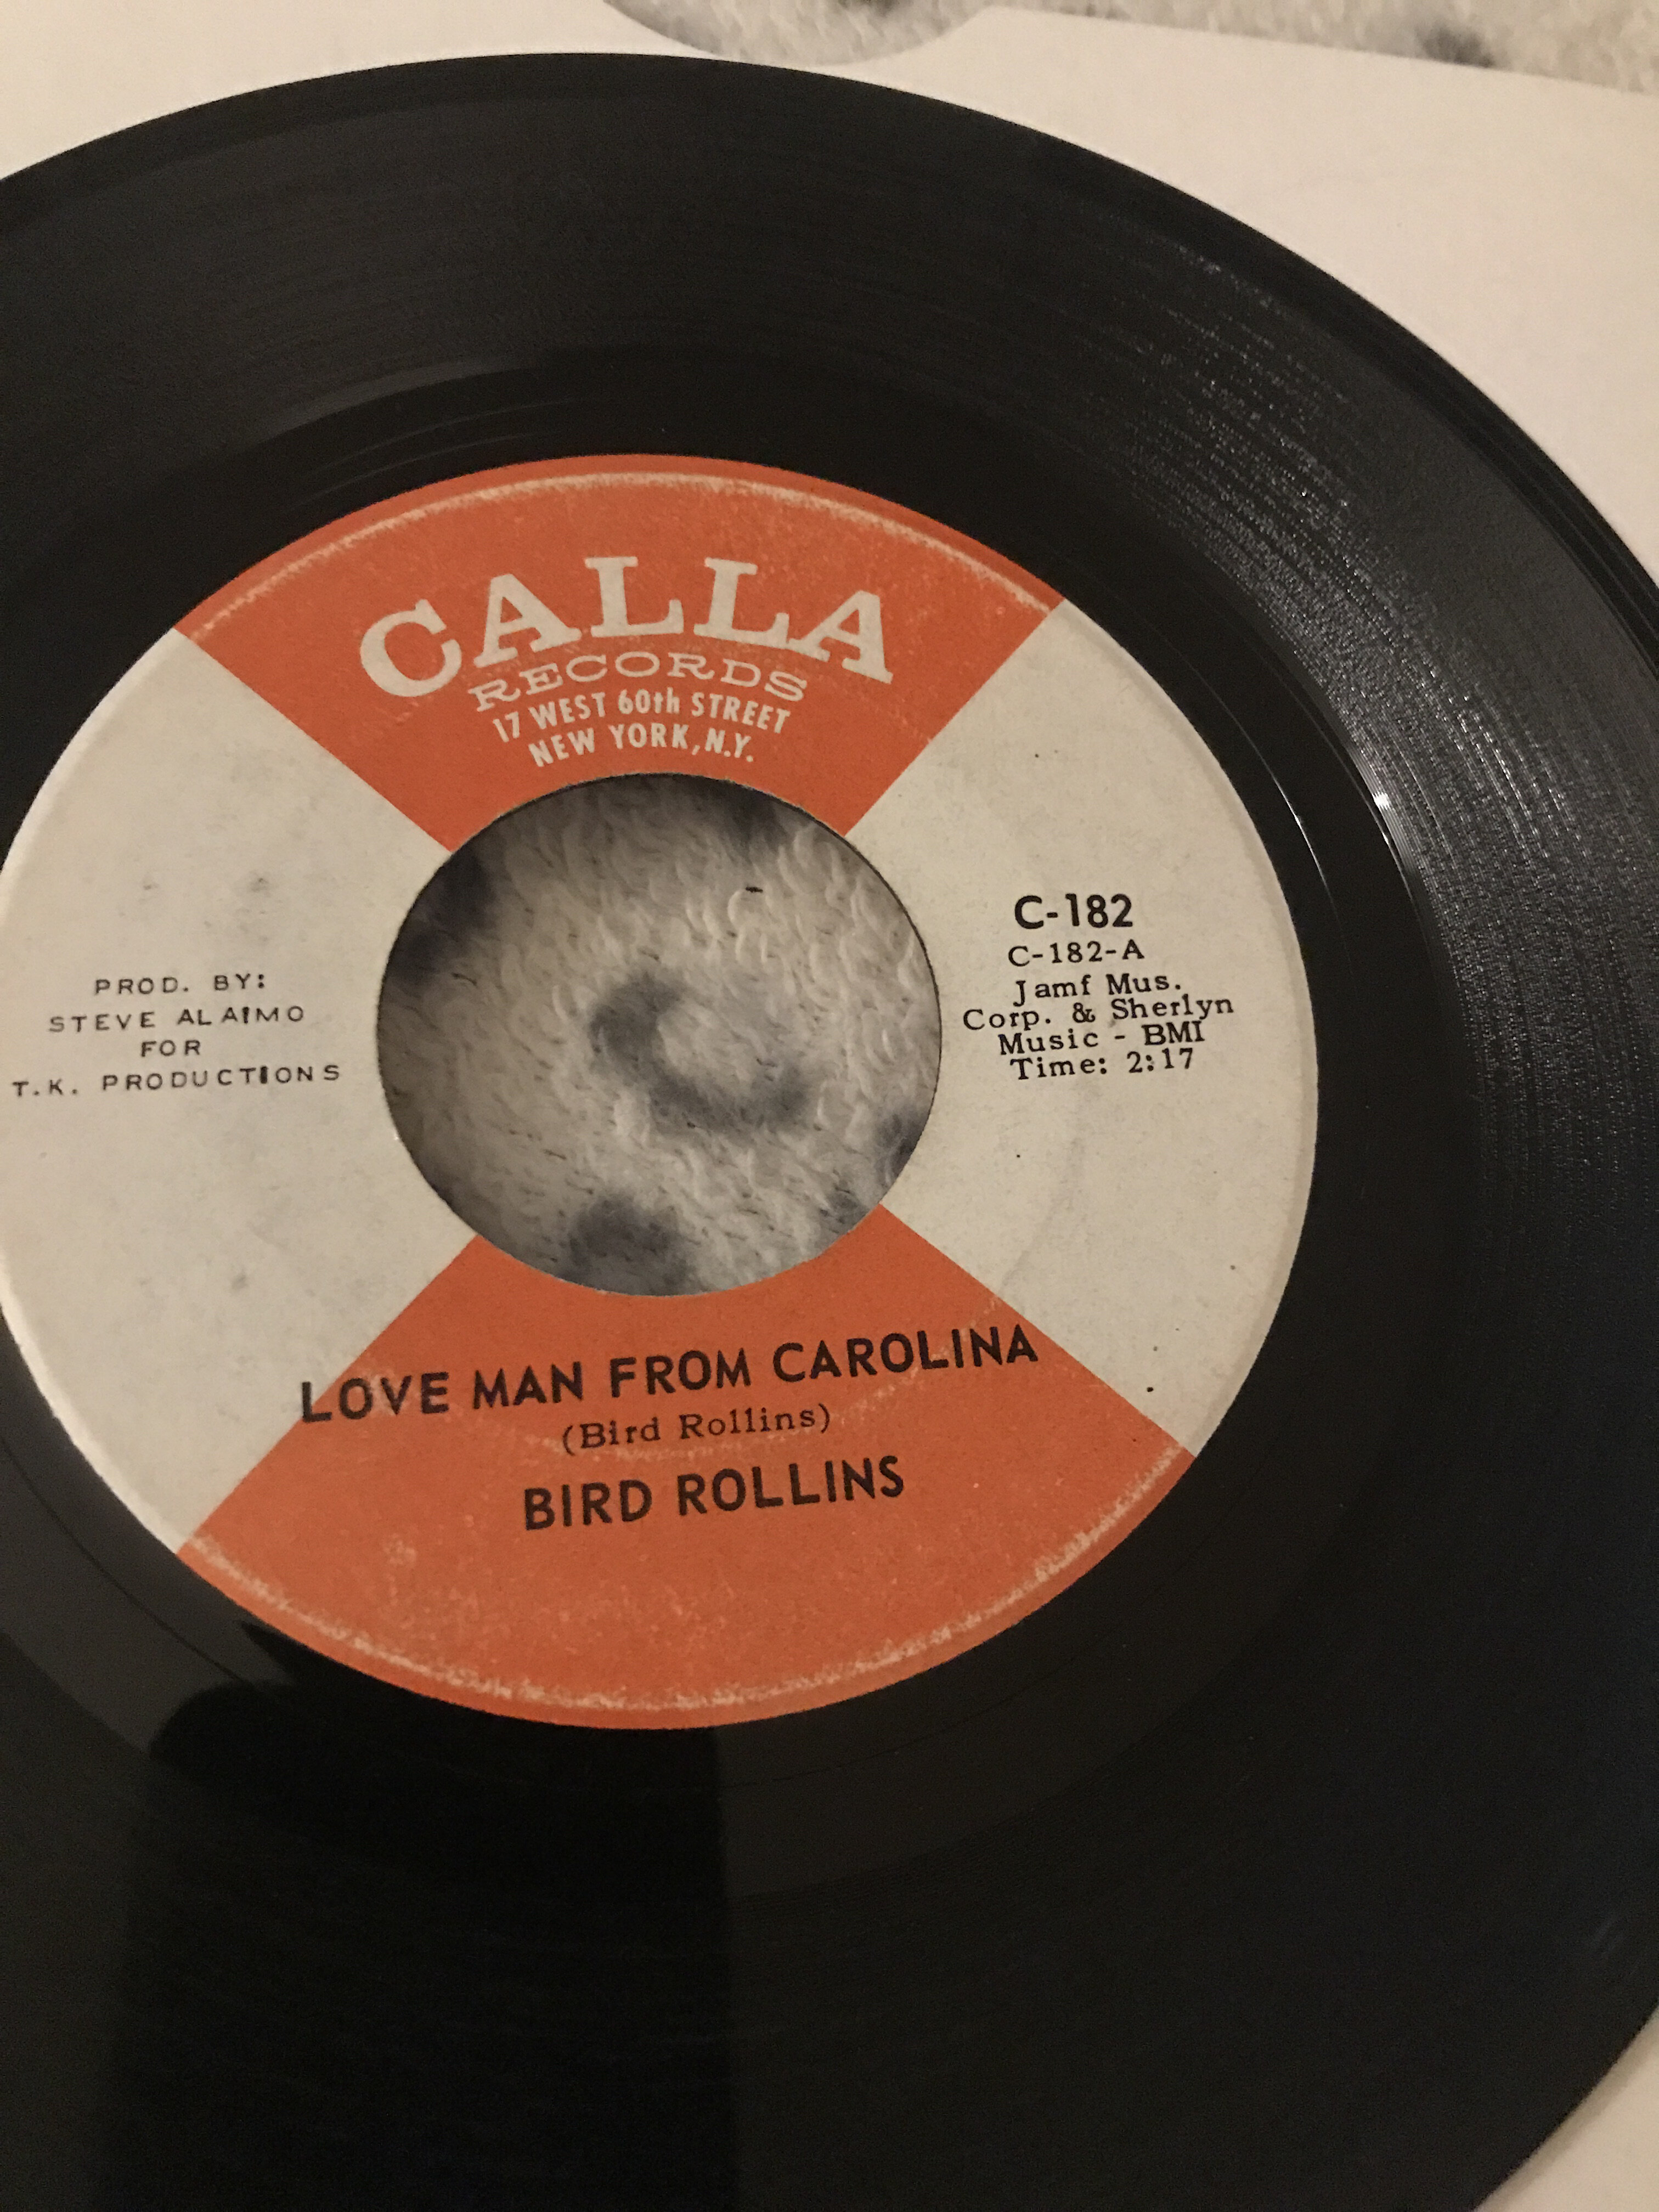 CALLA
RECORDS
17 WEST 60th STREET
NEW YORK, N.Y.
PROD. BY:
STEVE ALAIMO
FOR
T.K. PRODUCTIONS
C-182
C-182-A
Jamf Mus.
Corp. & Sherlyn
Music - BMI
Time: 2:17
LOVE MAN FROM CAROLINA
(Bird Rollins)
BIRD ROLLINS